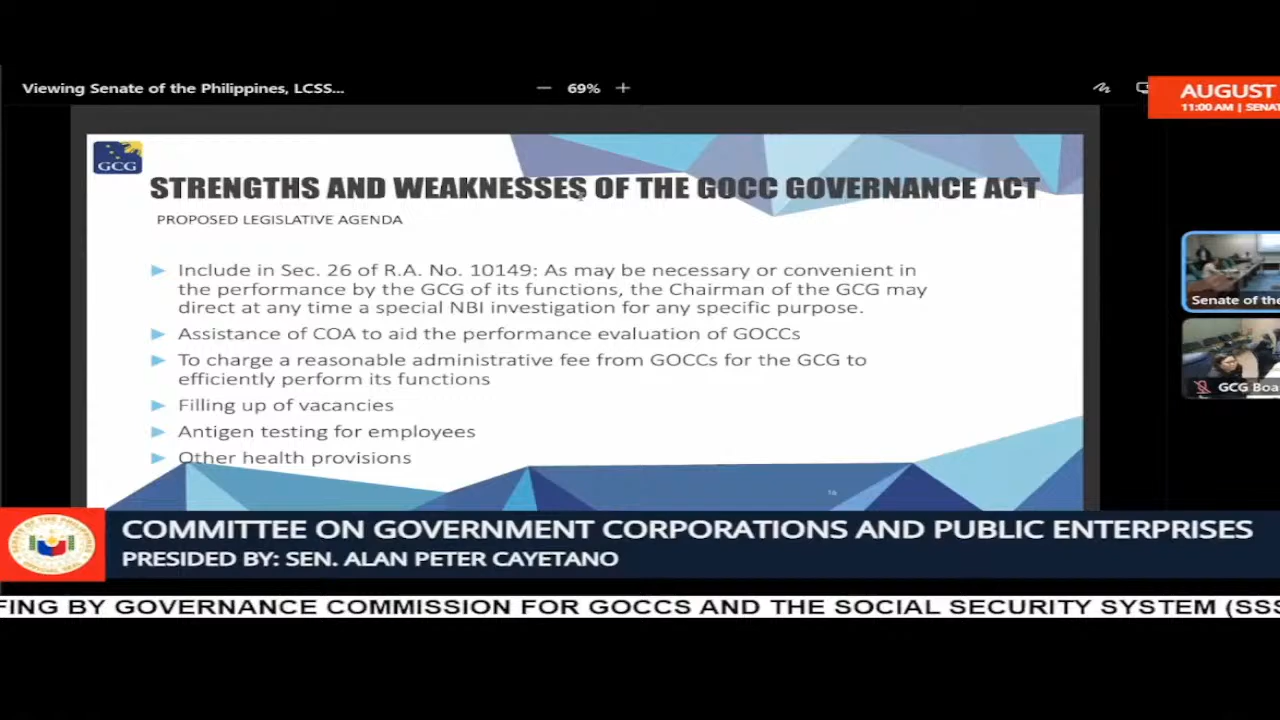 Viewing Senate of the Philippines, LCSS...
69%
AUGUST
11:00 AM | SENAT
GCG
STRENGTHS AND WEAKNESSES OF THE GOCC GOVERNANCE ACT
PROPOSED LEGISLATIVE AGENDA
Include in Sec. 26 of R.A. No. 10149: As may be necessary or convenient in
the performance by the GCG of its functions, the Chairman of the GCG may
direct at any time a special NBI investigation for any specific purpose.
Assistance of COA to aid the performance evaluation of GOCCs
To charge a reasonable administrative fee from GOCCs for the GCG to
efficiently perform its functions
Filling up of vacancies
Antigen testing for employees
Other health provisions
16
Senate of the
GCG Boa
COMMITTEE ON GOVERNMENT CORPORATIONS AND PUBLIC ENTERPRISES
PRESIDED BY: SEN. ALAN PETER CAYETANO
FING BY GOVERNANCE COMMISSION FOR GOCCS AND THE SOCIAL SECURITY SYSTEM (SSS